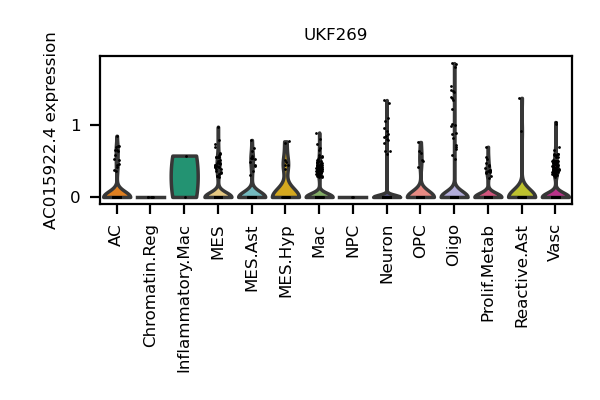 UKF269
AC015922.4 expression
1
0
AC
Chromatin.Reg
Inflammatory.Mac
MES
MES.Ast
MES.Hyp
Mac
NPC
Neuron
OPC
Oligo
Prolif.Metab
Reactive.Ast
Vasc